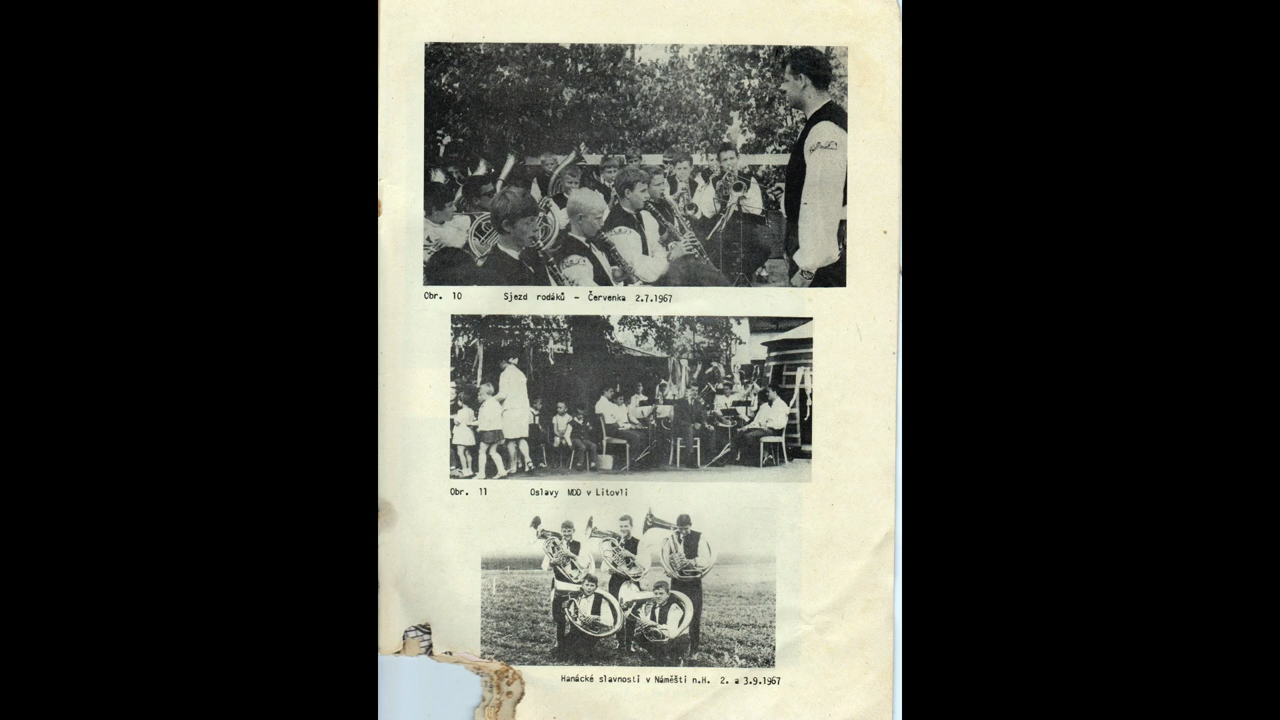 Obr. 10 Sjezd rodáků - Červenka 2.7.1967
Obr. 11 Oslavy MDD v Litovli
Hanácké slavnosti v Náměšti n.H. 2. a 3.9.1967